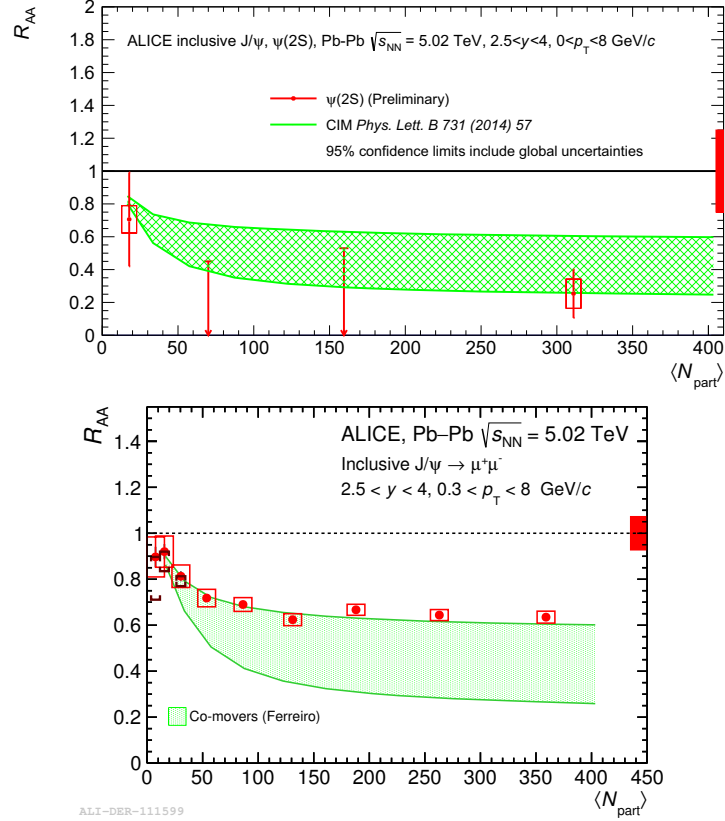 R_AA
2
1.8
1.6
1.4
1.2
1
0.8
0.6
0.4
0.2
0
ALICE inclusive J/ψ, ψ(2S), Pb-Pb √s_NN = 5.02 TeV, 2.5<y<4, 0<p_T<8 GeV/c
ψ(2S) (Preliminary)
CIM Phys. Lett. B 731 (2014) 57
95% confidence limits include global uncertainties
0 50 100 150 200 250 300 350 400
⟨N_part⟩
R_AA
1.4
1.2
1
0.8
0.6
0.4
0.2
0
ALICE, Pb–Pb √s_NN = 5.02 TeV
Inclusive J/ψ → μ⁺μ⁻
2.5 < y < 4, 0.3 < p_T < 8 GeV/c
Co-movers (Ferreiro)
0 50 100 150 200 250 300 350 400 450
⟨N_part⟩
ALI-DER-111599